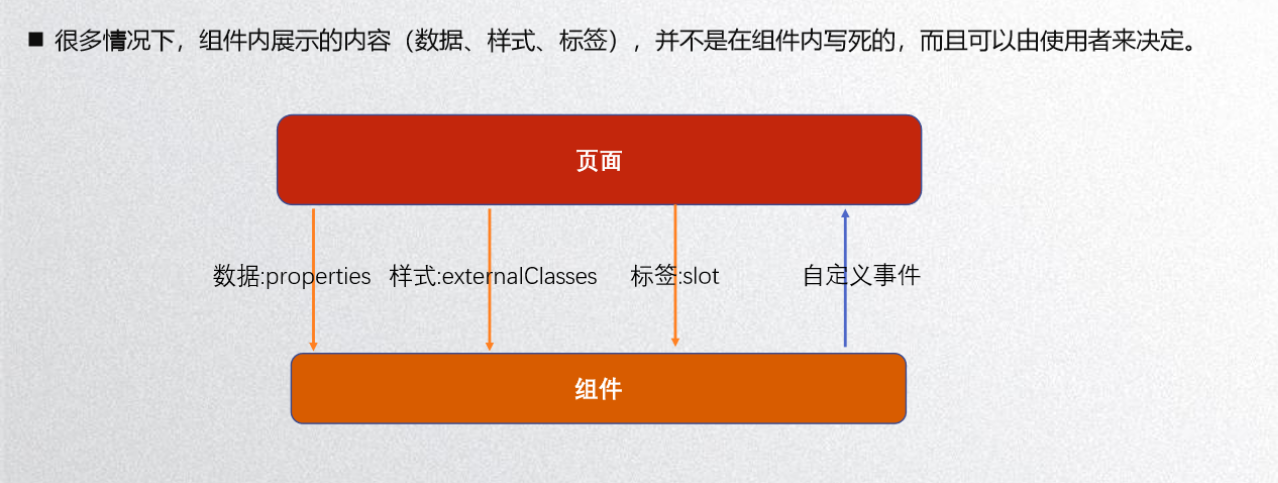 ■ 很多情况下，组件内展示的内容（数据、样式、标签），并不是在组件内写死的，而且可以由使用者来决定。
页面
数据:properties 样式:externalClasses 标签:slot 自定义事件
组件